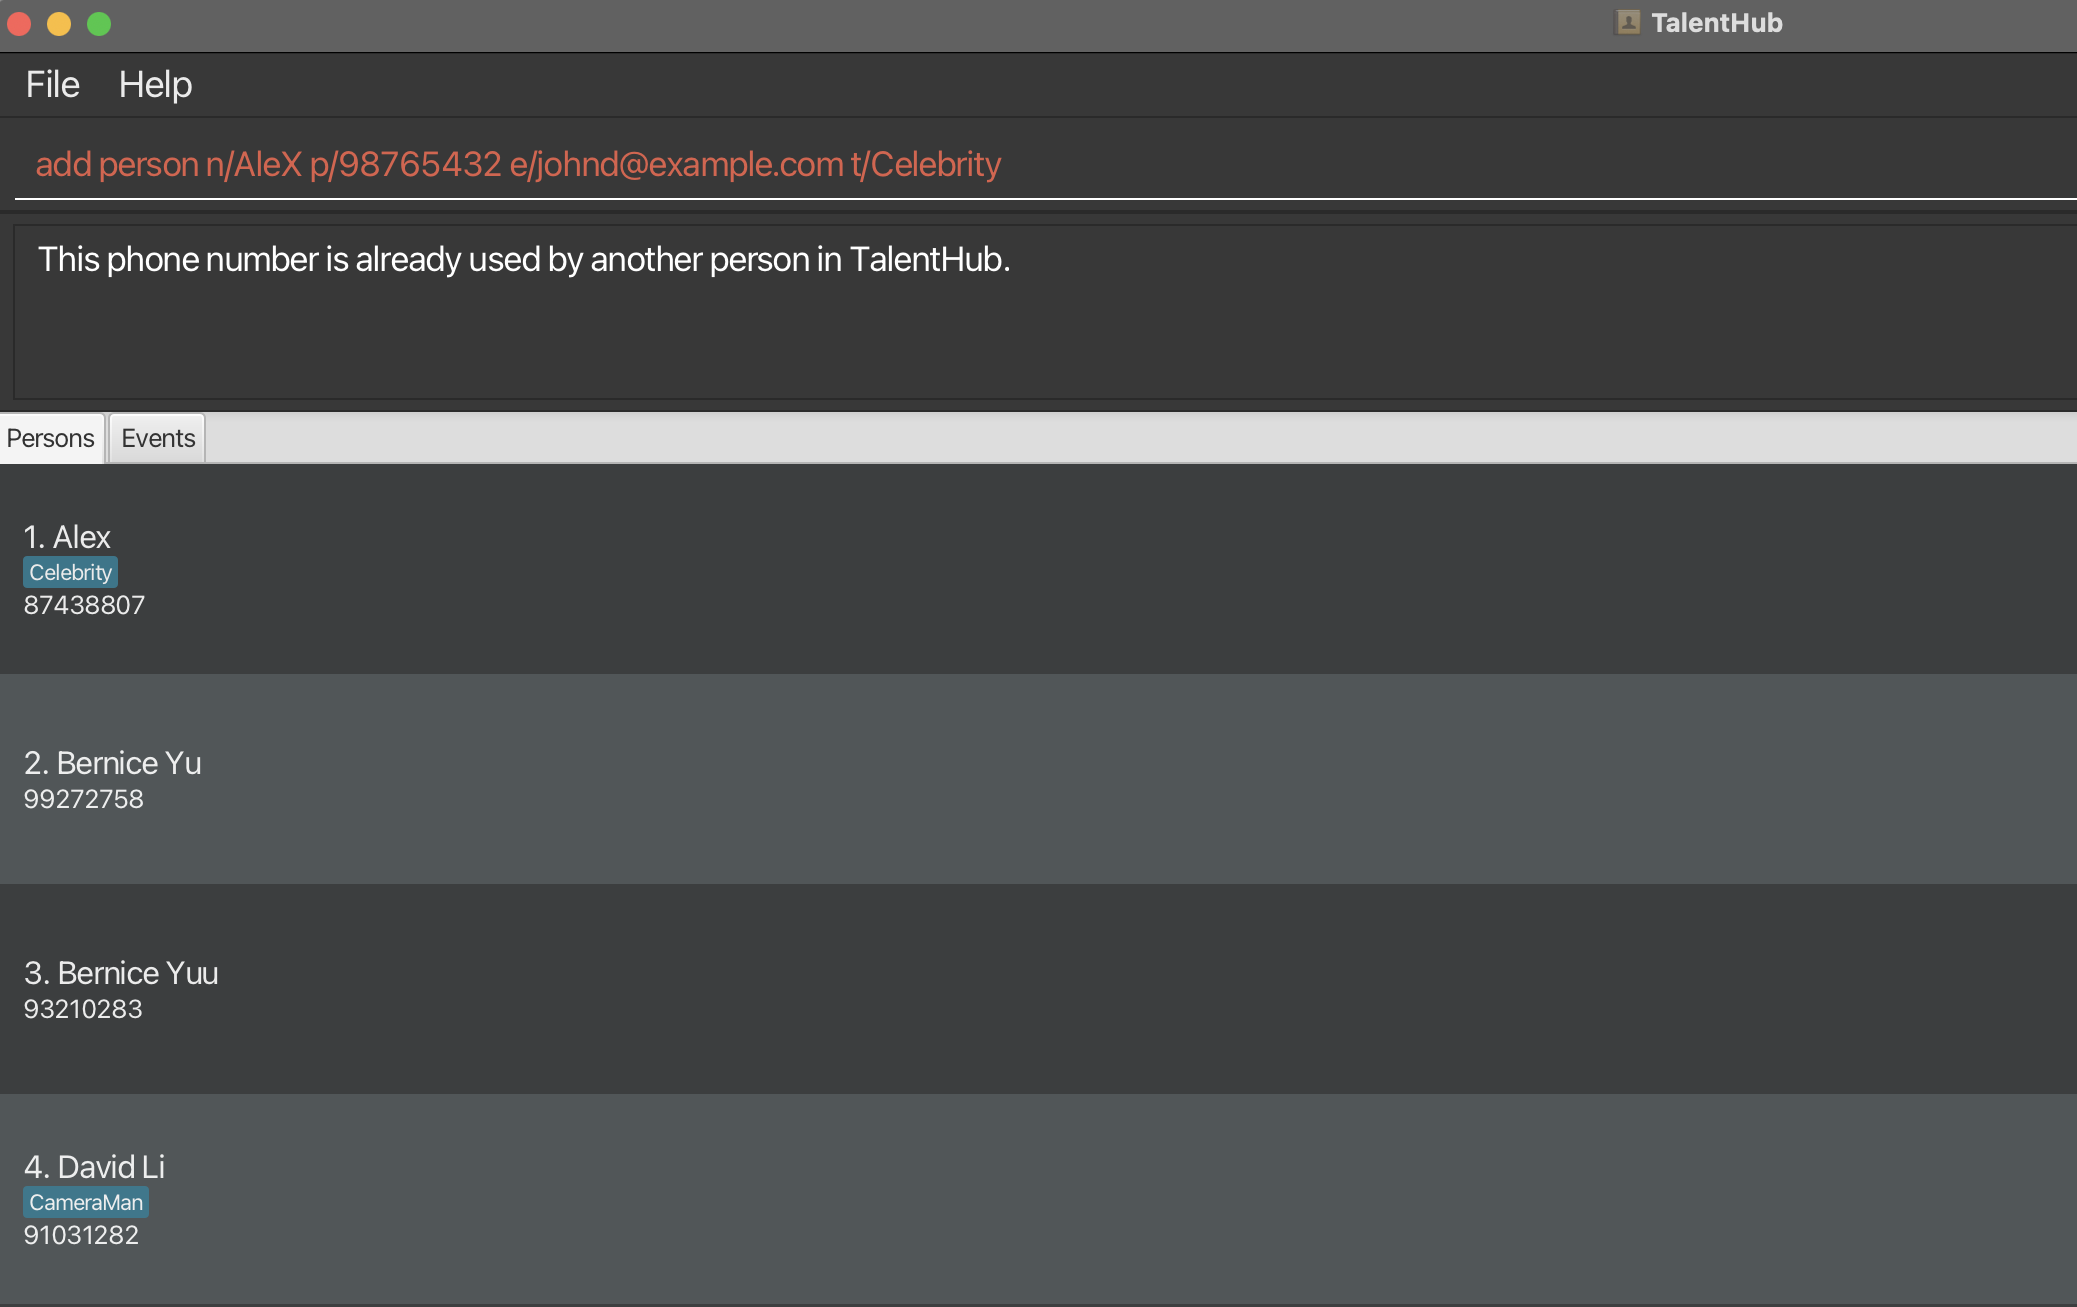 TalentHub
File Help
add person n/AleX p/98765432 e/johnd@example.com t/Celebrity
This phone number is already used by another person in TalentHub.
Persons Events
1. Alex
Celebrity
87438807
2. Bernice Yu
99272758
3. Bernice Yuu
93210283
4. David Li
CameraMan
91031282